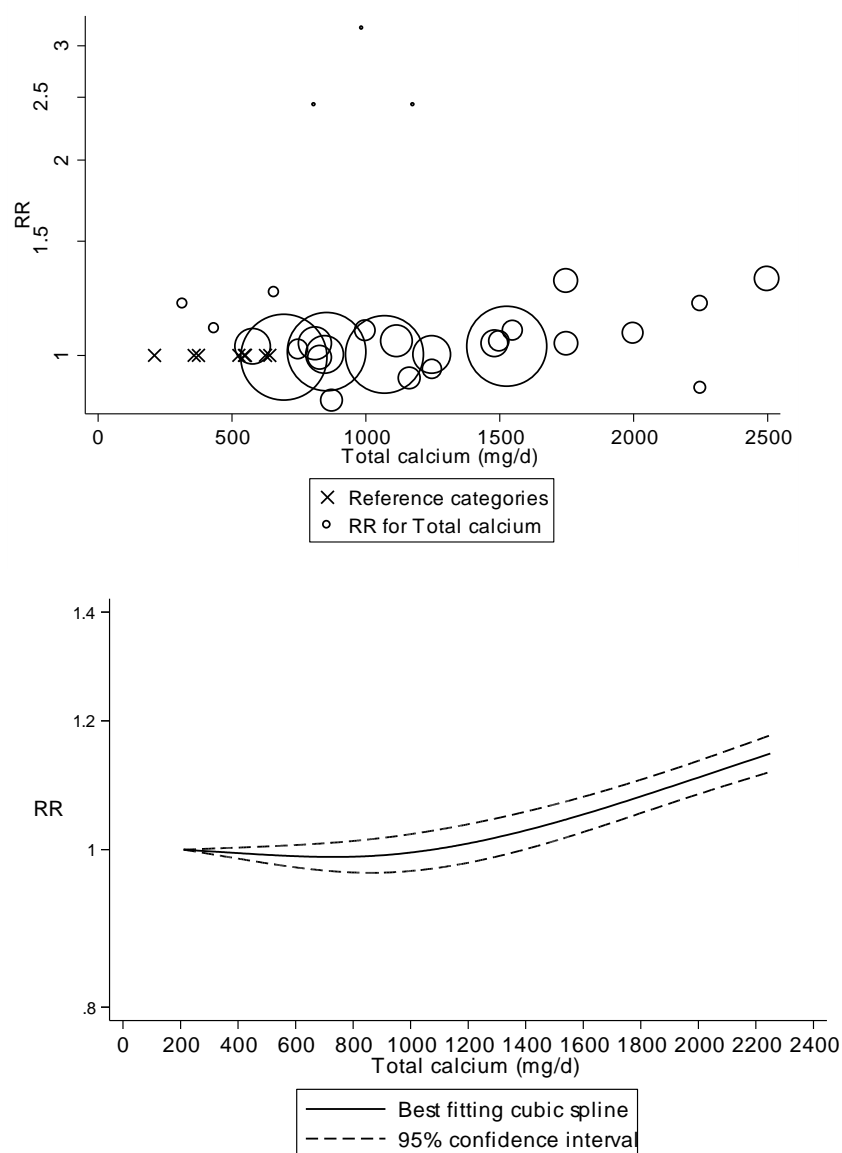 3
2.5
2
1.5
1
RR
0 500 1000 1500 2000 2500
Total calcium (mg/d)
Reference categories
RR for Total calcium
1.4
1.2
1
.8
RR
0 200 400 600 800 1000 1200 1400 1600 1800 2000 2200 2400
Total calcium (mg/d)
Best fitting cubic spline
95% confidence interval